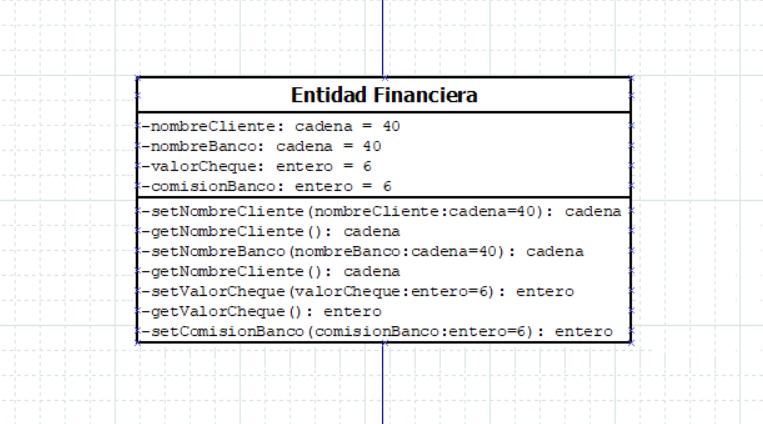 Entidad Financiera
-nombreCliente: cadena = 40
-nombreBanco: cadena = 40
-valorCheque: entero = 6
-comisionBanco: entero = 6
-setNombreCliente(nombreCliente:cadena=40): cadena
-getNombreCliente(): cadena
-setNombreBanco(nombreBanco:cadena=40): cadena
-getNombreCliente(): cadena
-setValorCheque(valorCheque:entero=6): entero
-getValorCheque(): entero
-setComisionBanco(comisionBanco:entero=6): entero